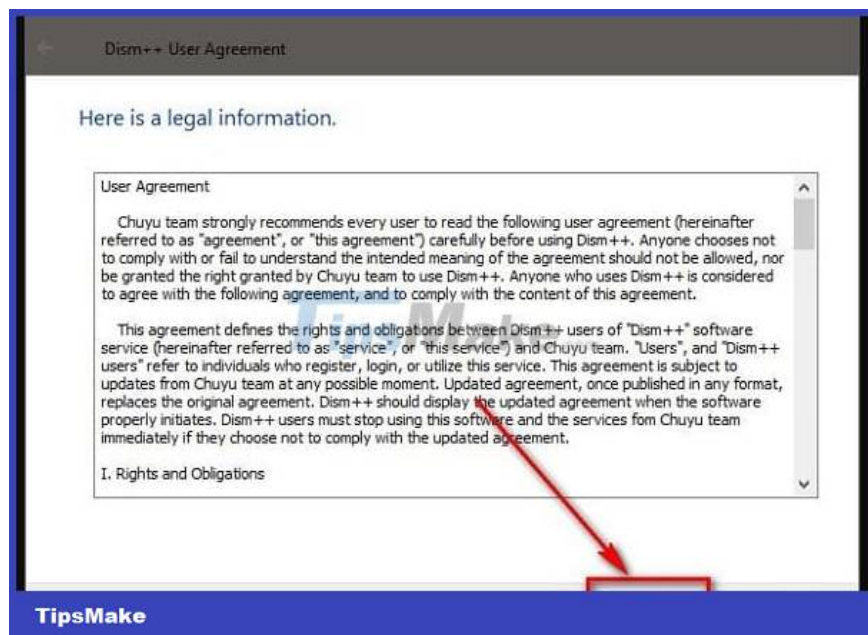 Dism++ User Agreement
Here is a legal information.
User Agreement
Chuyu team strongly recommends every user to read the following user agreement (hereinafter
referred to as "agreement", or "this agreement") carefully before using Dism++. Anyone chooses not
to comply with or fail to understand the intended meaning of the agreement should not be allowed, nor
be granted the right granted by Chuyu team to use Dism++. Anyone who uses Dism++ is considered
to agree with the following agreement, and to comply with the content of this agreement.
TipsMake
This agreement defines the rights and obligations between Dism++ users of "Dism++" software
service (hereinafter referred to as "service", or "this service") and Chuyu team. "Users", and "Dism++
users" refer to individuals who register, login, or utilize this service. This agreement is subject to
updates from Chuyu team at any possible moment. Updated agreement, once published in any format,
replaces the original agreement. Dism++ should display the updated agreement when the software
properly initiates. Dism++ users must stop using this software and the services fom Chuyu team
immediately if they choose not to comply with the updated agreement.
I. Rights and Obligations
TipsMake